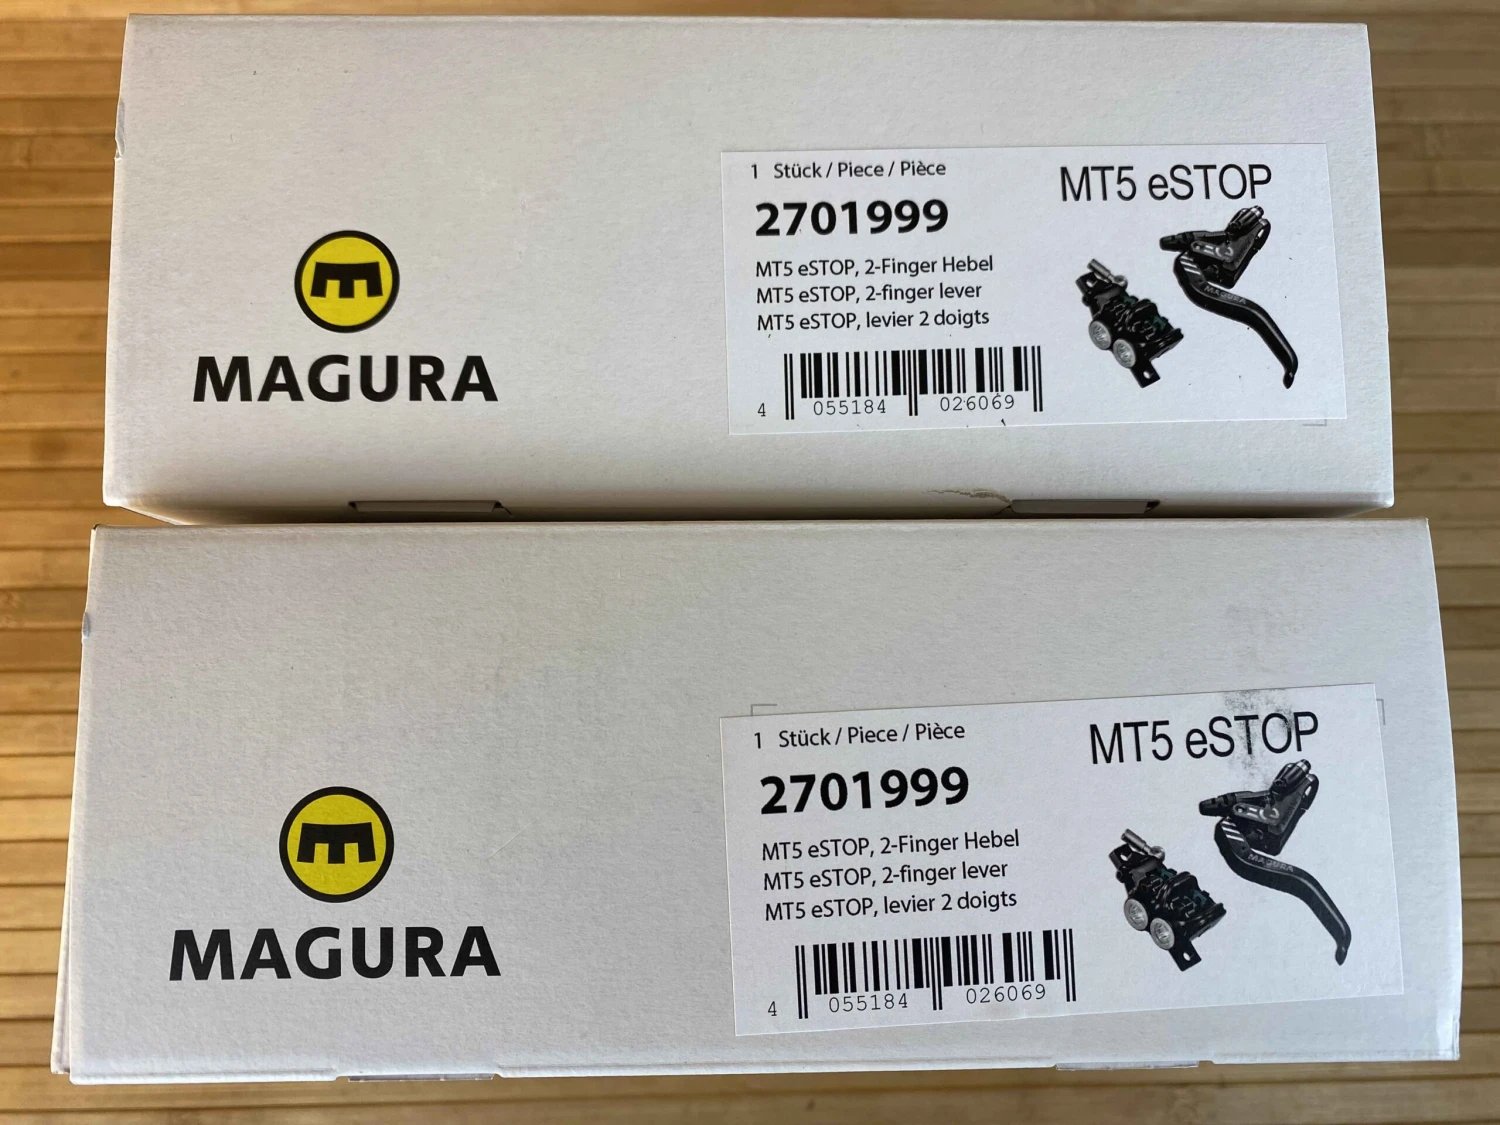 MAGURA
1 Stück / Piece / Pièce
2701999
MT5 eSTOP, 2-Finger Hebel
MT5 eSTOP, 2-finger lever
MT5 eSTOP, levier 2 doigts
4 055184 026069
MT5 eSTOP
MAGURA
MAGURA
1 Stück / Piece / Pièce
2701999
MT5 eSTOP, 2-Finger Hebel
MT5 eSTOP, 2-finger lever
MT5 eSTOP, levier 2 doigts
4 055184 026069
MT5 eSTOP
MAGURA